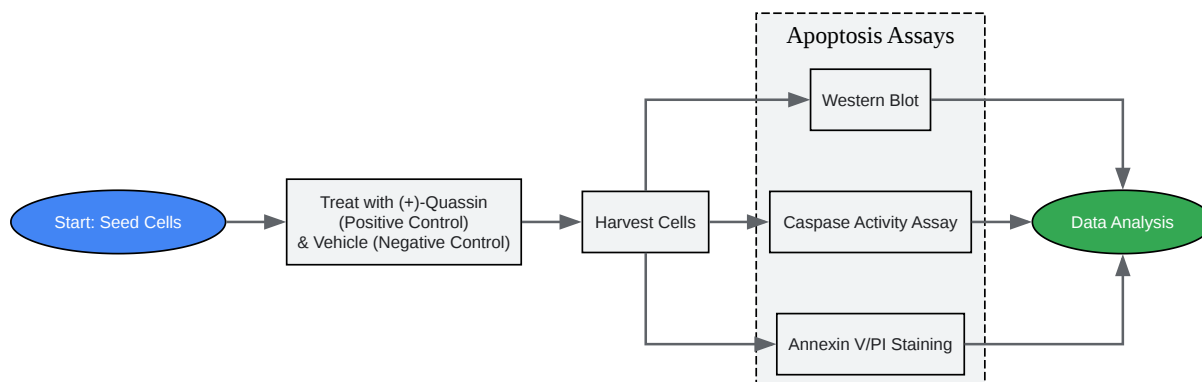 Apoptosis Assays
Western Blot
Start: Seed Cells
Treat with (+)-Quassin
(Positive Control)
& Vehicle (Negative Control)
Harvest Cells
Caspase Activity Assay
Data Analysis
Annexin V/PI Staining